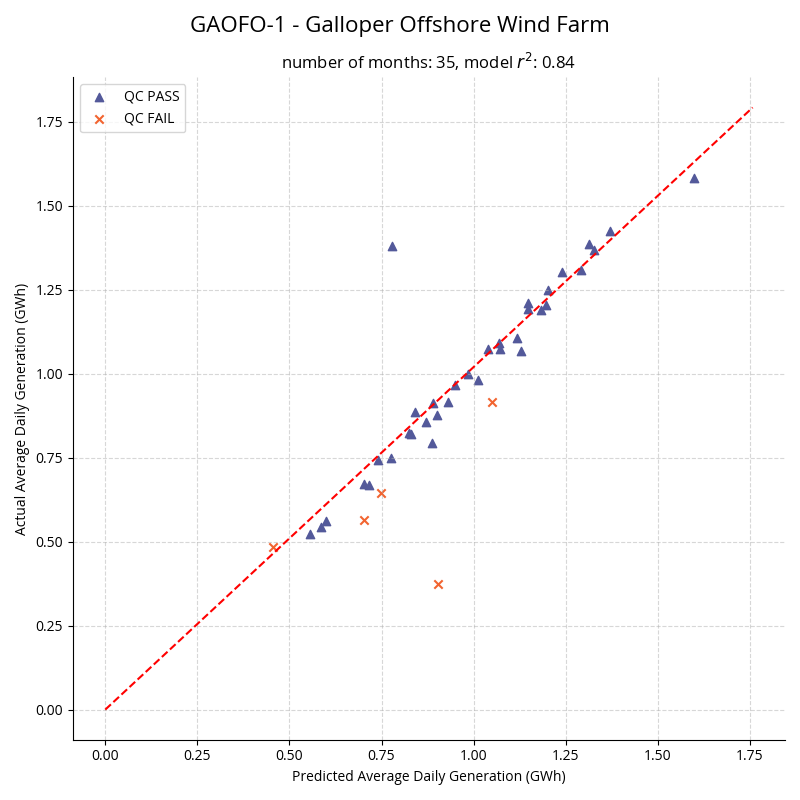 GAOFO-1 - Galloper Offshore Wind Farm
number of months: 35, model r²: 0.84
QC PASS
QC FAIL
1.75
1.50
1.25
1.00
0.75
0.50
0.25
0.00
Actual Average Daily Generation (GWh)
0.00 0.25 0.50 0.75 1.00 1.25 1.50 1.75
Predicted Average Daily Generation (GWh)